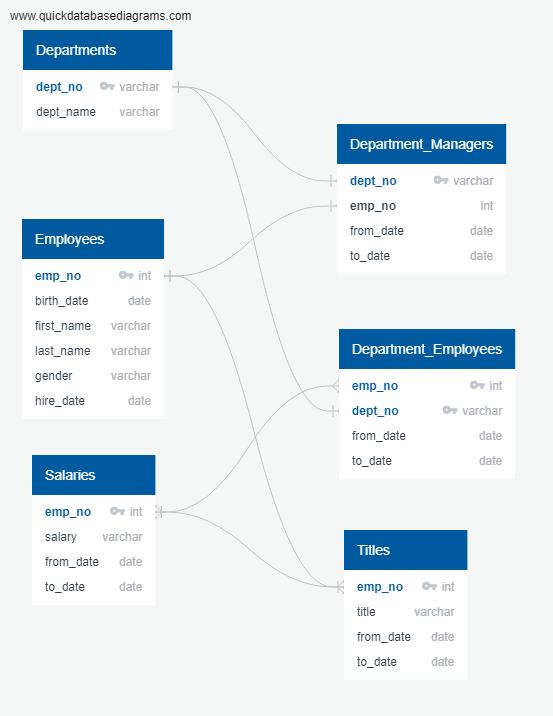 www.quickdatabasediagrams.com
Departments
dept_no varchar
dept_name varchar
Department_Managers
dept_no varchar
emp_no int
from_date date
to_date date
Employees
emp_no int
birth_date date
first_name varchar
last_name varchar
gender varchar
hire_date date
Department_Employees
emp_no int
dept_no varchar
from_date date
to_date date
Salaries
emp_no int
salary varchar
from_date date
to_date date
Titles
emp_no int
title varchar
from_date date
to_date date